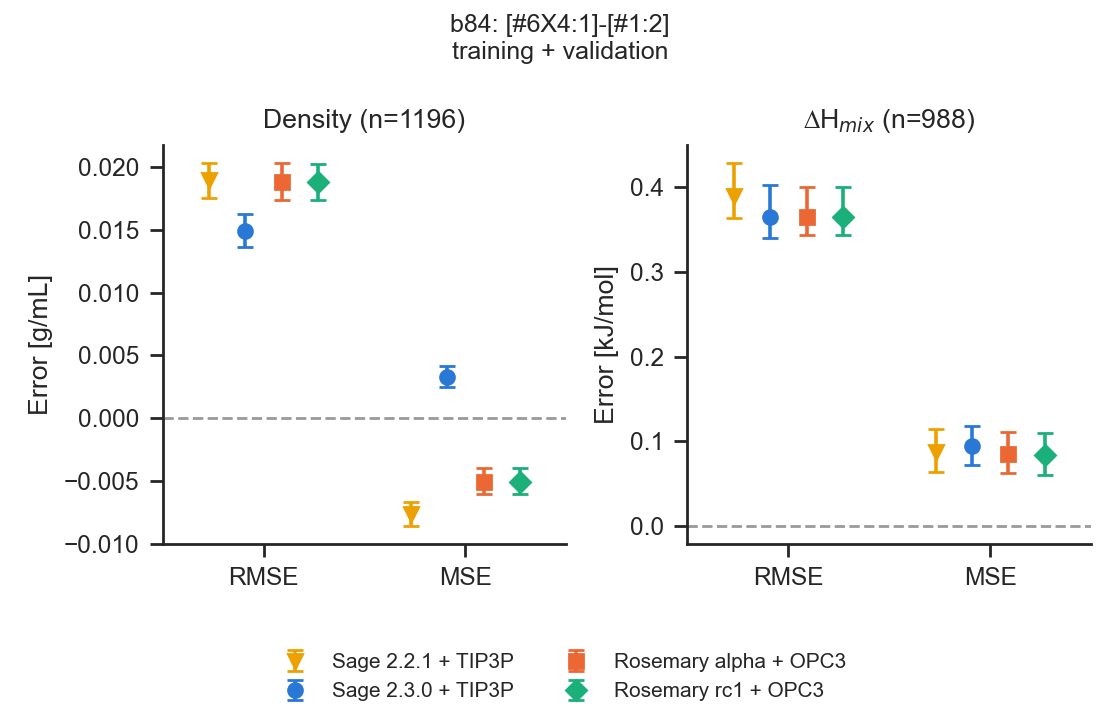 b84: [#6X4:1]-[#1:2]
training + validation
Density (n=1196)
Error [g/mL]
0.020
0.015
0.010
0.005
0.000
−0.005
−0.010
RMSE
MSE
ΔHmix (n=988)
Error [kJ/mol]
0.4
0.3
0.2
0.1
0.0
RMSE
MSE
Sage 2.2.1 + TIP3P
Sage 2.3.0 + TIP3P
Rosemary alpha + OPC3
Rosemary rc1 + OPC3